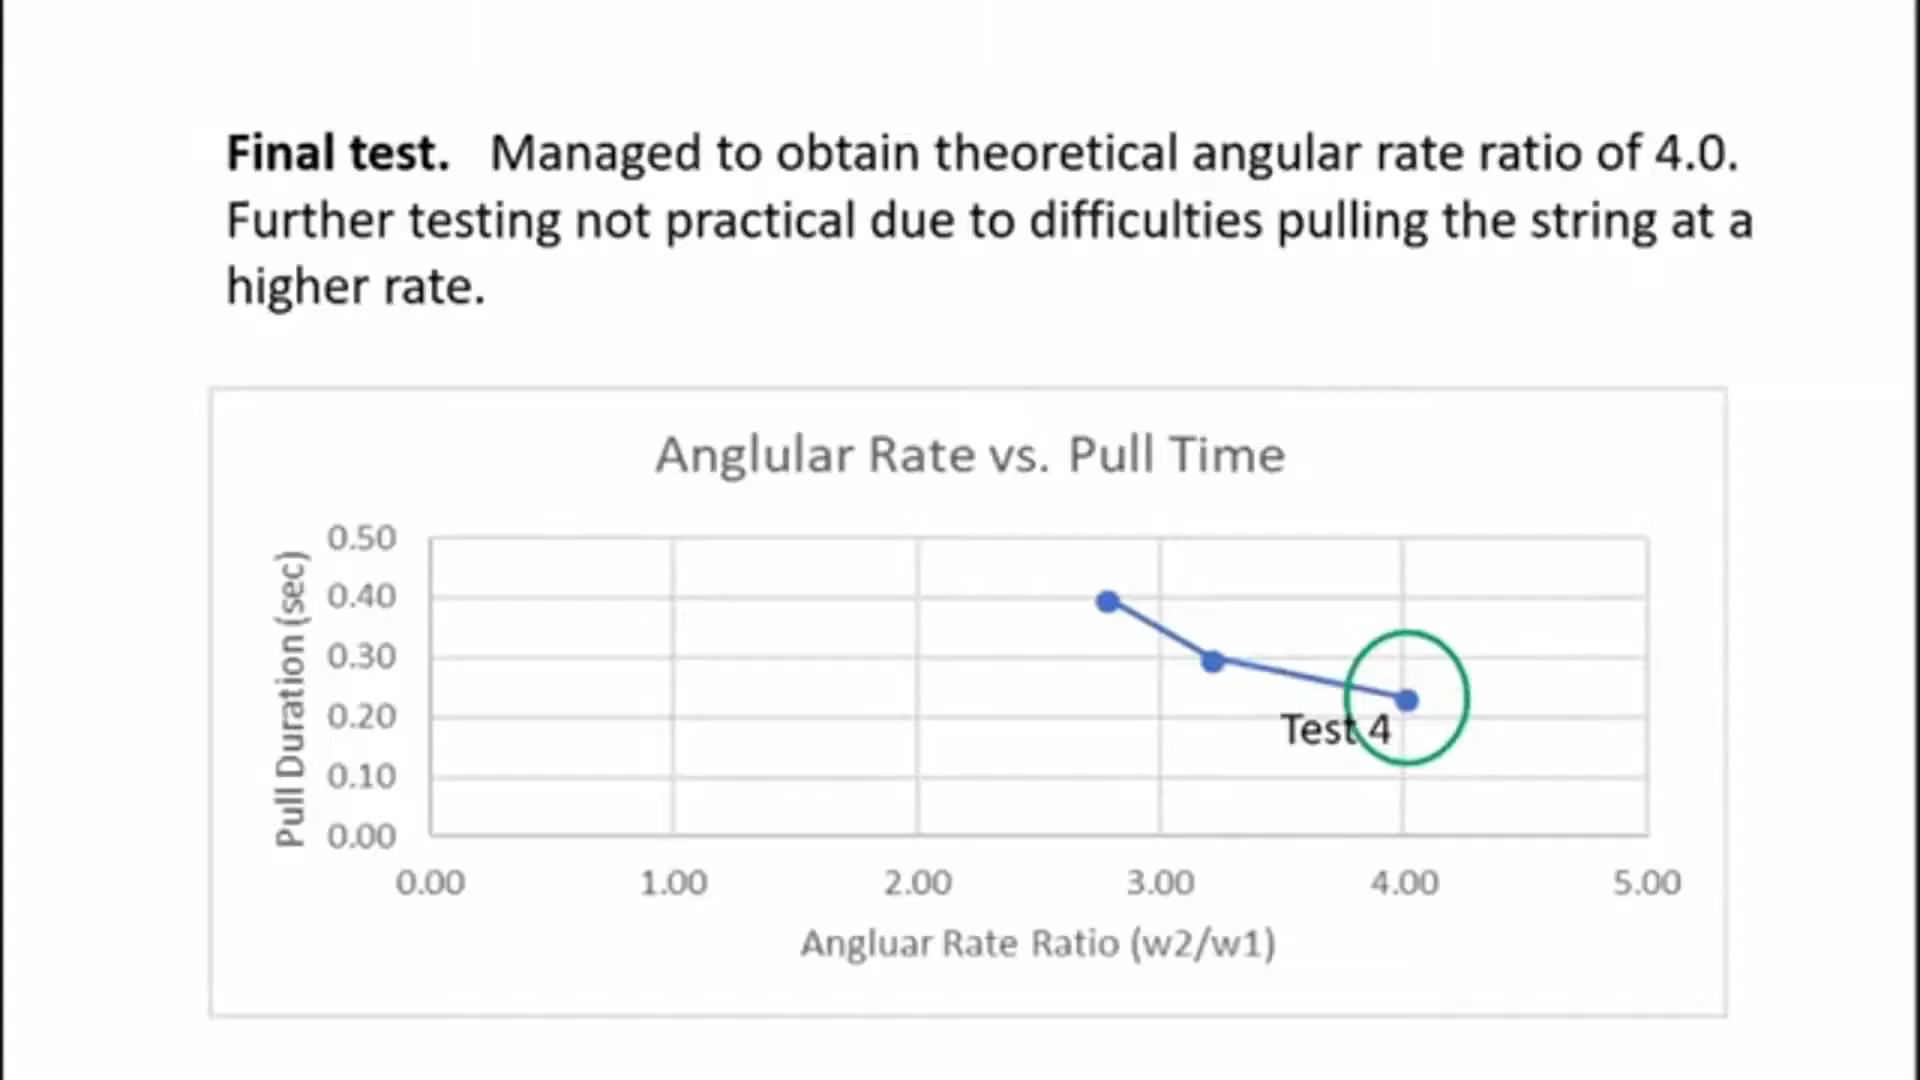 Final test. Managed to obtain theoretical angular rate ratio of 4.0.
Further testing not practical due to difficulties pulling the string at a
higher rate.
Anglular Rate vs. Pull Time
Pull Duration (sec)
0.50
0.40
0.30
0.20
0.10
0.00
Test 4
0.00 1.00 2.00 3.00 4.00 5.00
Angluar Rate Ratio (w2/w1)